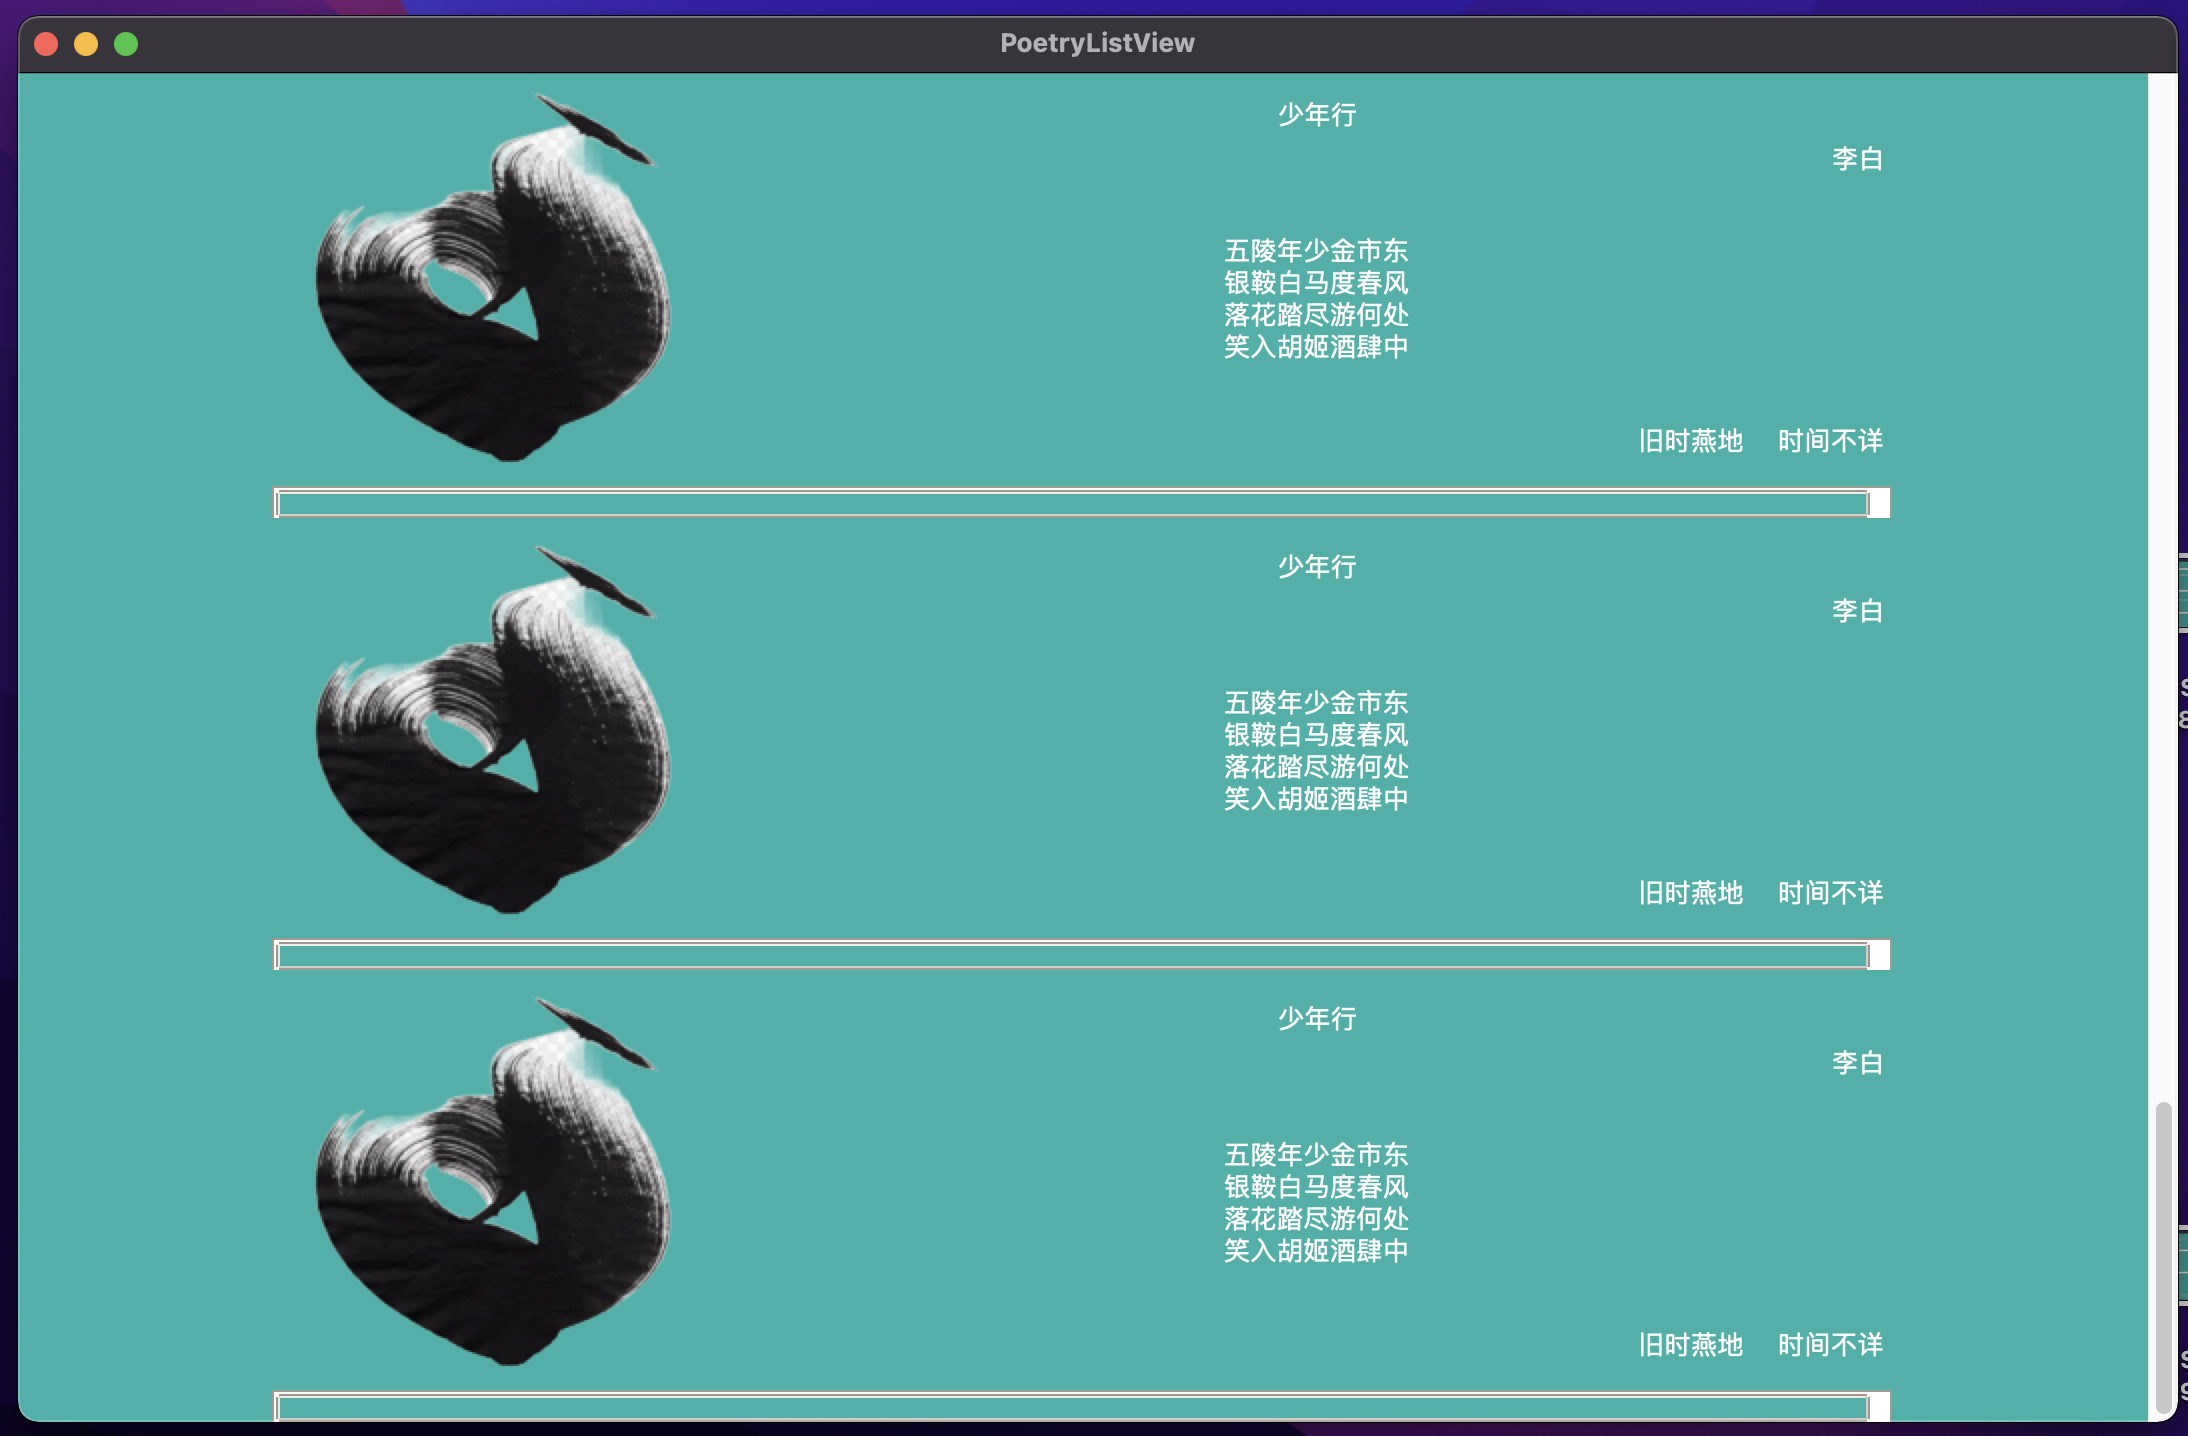 PoetryListView
少年行
李白
五陵年少金市东
银鞍白马度春风
落花踏尽游何处
笑入胡姬酒肆中
旧时燕地 时间不详
少年行
李白
五陵年少金市东
银鞍白马度春风
落花踏尽游何处
笑入胡姬酒肆中
旧时燕地 时间不详
少年行
李白
五陵年少金市东
银鞍白马度春风
落花踏尽游何处
笑入胡姬酒肆中
旧时燕地 时间不详